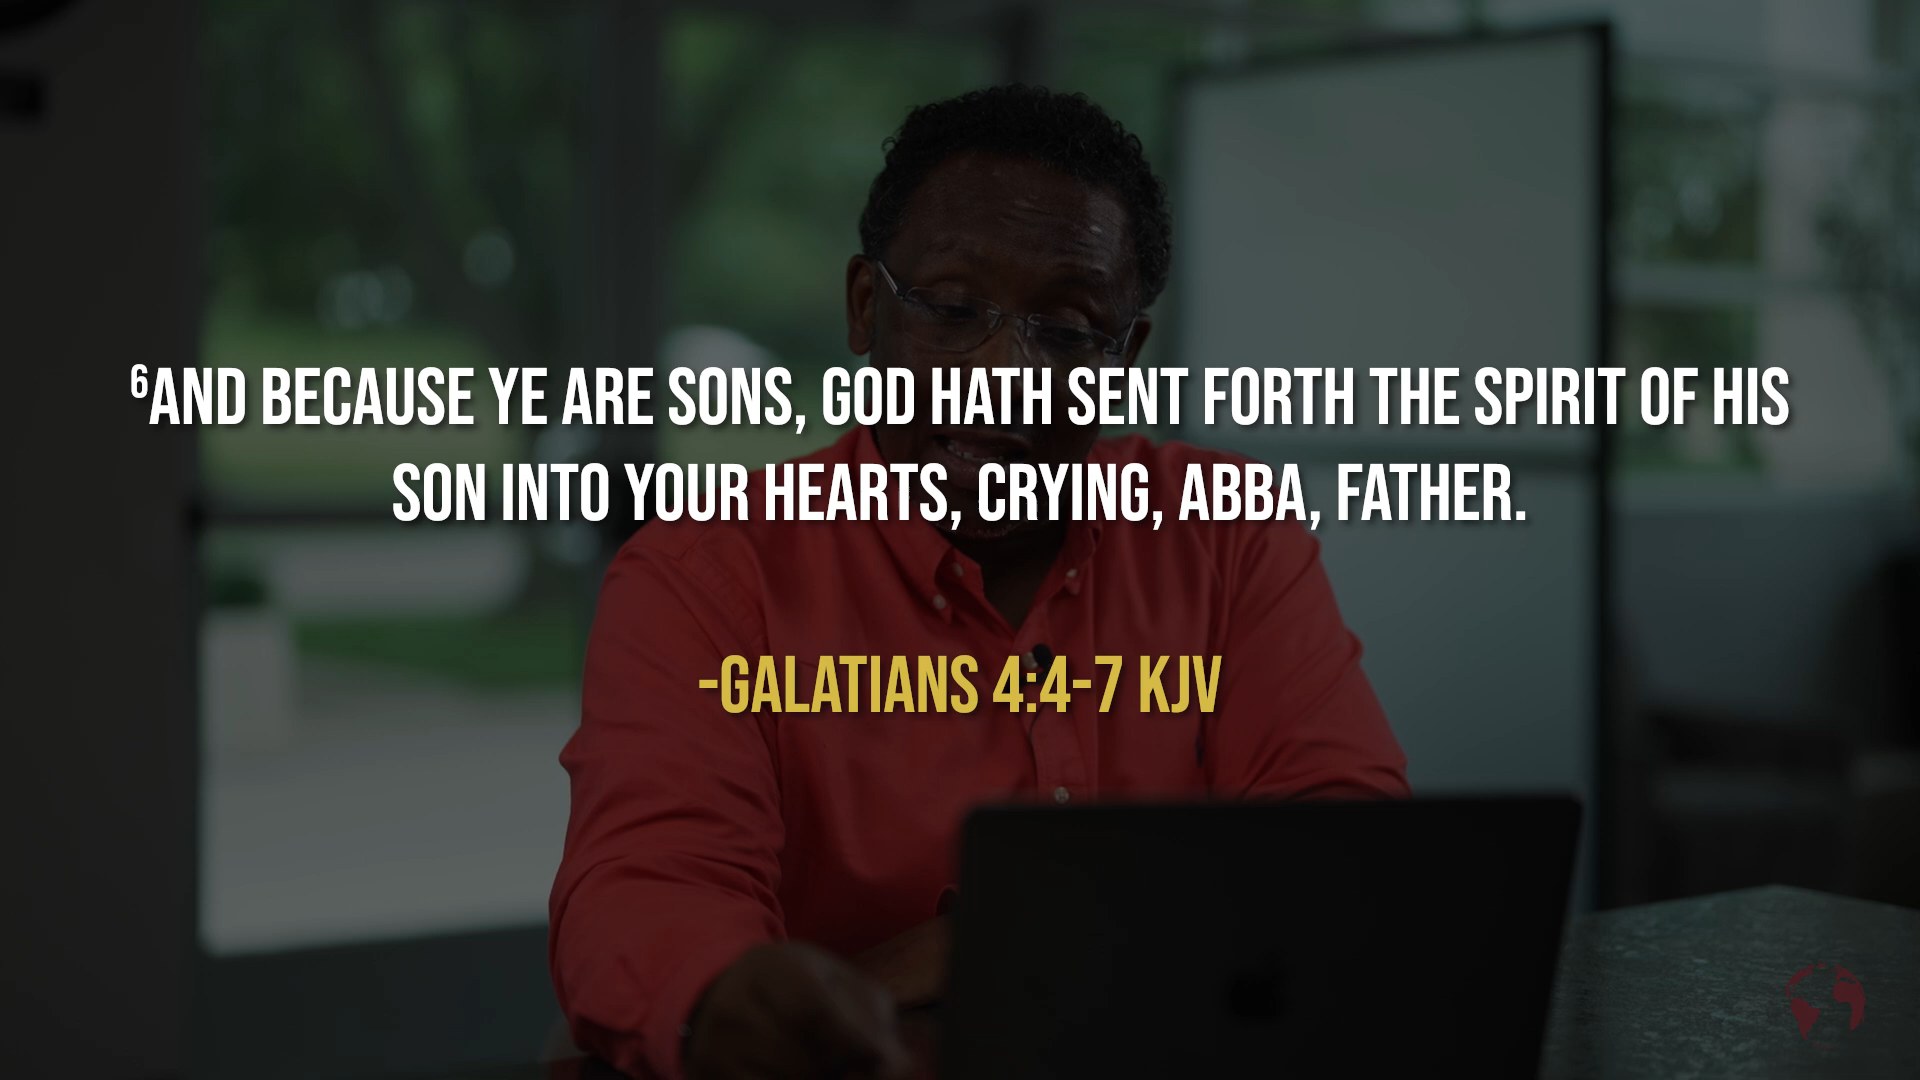 ⁶AND BECAUSE YE ARE SONS, GOD HATH SENT FORTH THE SPIRIT OF HIS
SON INTO YOUR HEARTS, CRYING, ABBA, FATHER.
-GALATIANS 4:4-7 KJV